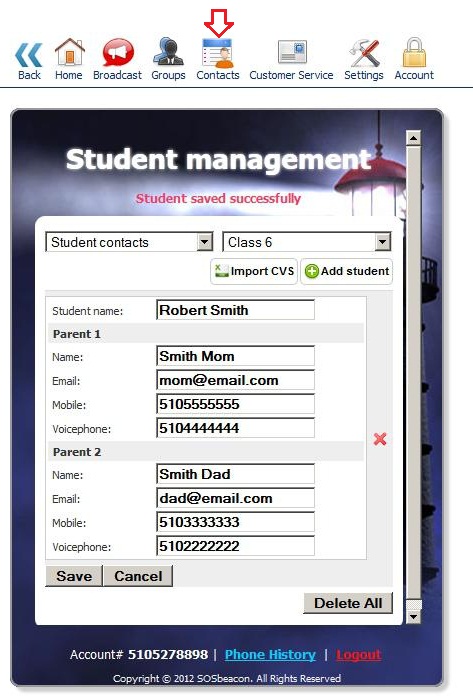 Back Home Broadcast Groups Contacts Customer Service Settings Account
Student management
Student saved successfully
Student contacts Class 6
Import CVS Add student
Student name: Robert Smith
Parent 1
Name: Smith Mom
Email: mom@email.com
Mobile: 5105555555
Voicephone: 5104444444
Parent 2
Name: Smith Dad
Email: dad@email.com
Mobile: 5103333333
Voicephone: 5102222222
Save Cancel
Delete All
Account# 5105278898 | Phone History | Logout
Copyright © 2012 SOSbeacon. All Rights Reserved